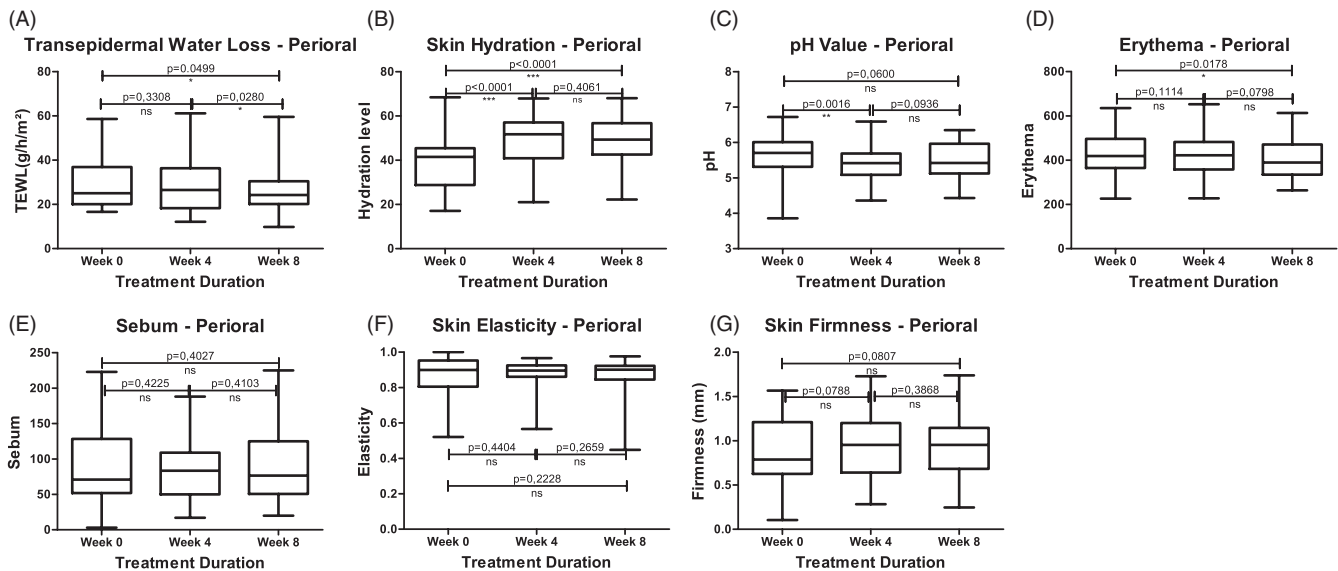 (A)
Transepidermal Water Loss - Perioral
TEWL(g/h/m²)
80
60
40
20
0
p=0.0499
*
p=0,3308
ns
p=0,0280
*
Week 0
Week 4
Week 8
Treatment Duration
(B)
Skin Hydration - Perioral
Hydration level
80
60
40
20
0
p<0.0001
***
p<0.0001
***
p=0,4061
ns
Week 0
Week 4
Week 8
Treatment Duration
(C)
pH Value - Perioral
pH
8
7
6
5
4
3
p=0,0600
ns
p=0.0016
**
p=0,0936
ns
Week 0
Week 4
Week 8
Treatment Duration
(D)
Erythema - Perioral
Erythema
800
600
400
200
0
p=0.0178
*
p=0,1114
ns
p=0,0798
ns
Week 0
Week 4
Week 8
Treatment Duration
(E)
Sebum - Perioral
Sebum
250
200
150
100
50
0
p=0,4027
ns
p=0,4225
ns
p=0,4103
ns
Week 0
Week 4
Week 8
Treatment Duration
(F)
Skin Elasticity - Perioral
Elasticity
1.0
0.8
0.6
0.4
0.2
0.0
p=0,4404
ns
p=0,2659
ns
p=0,2228
ns
Week 0
Week 4
Week 8
Treatment Duration
(G)
Skin Firmness - Perioral
Firmness (mm)
2.0
1.5
1.0
0.5
0.0
p=0,0807
ns
p=0,0788
ns
p=0,3868
ns
Week 0
Week 4
Week 8
Treatment Duration